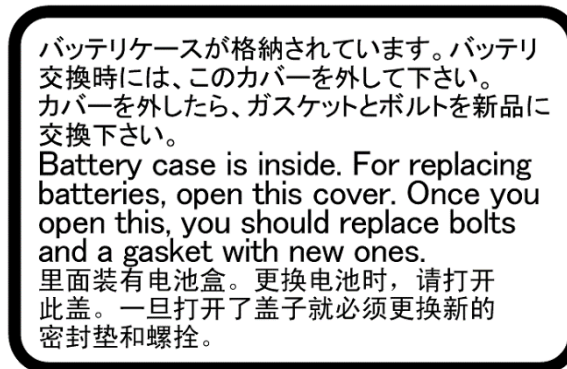 バッテリケースが格納されています。バッテリ
交換時には、このカバーを外して下さい。
カバーを外したら、ガスケットとボルトを新品に
交換下さい。
Battery case is inside. For replacing
batteries, open this cover. Once you
open this, you should replace bolts
and a gasket with new ones.
里面装有电池盒。更换电池时，请打开
此盖。一旦打开了盖子就必须更换新的
密封垫和螺拴。